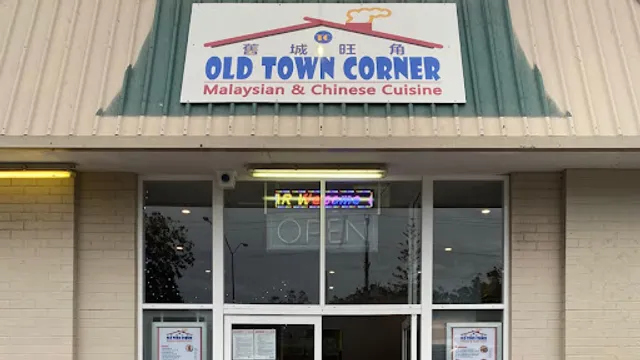 舊城旺角
OLD TOWN CORNER
Malaysian & Chinese Cuisine
Welcome
OPEN